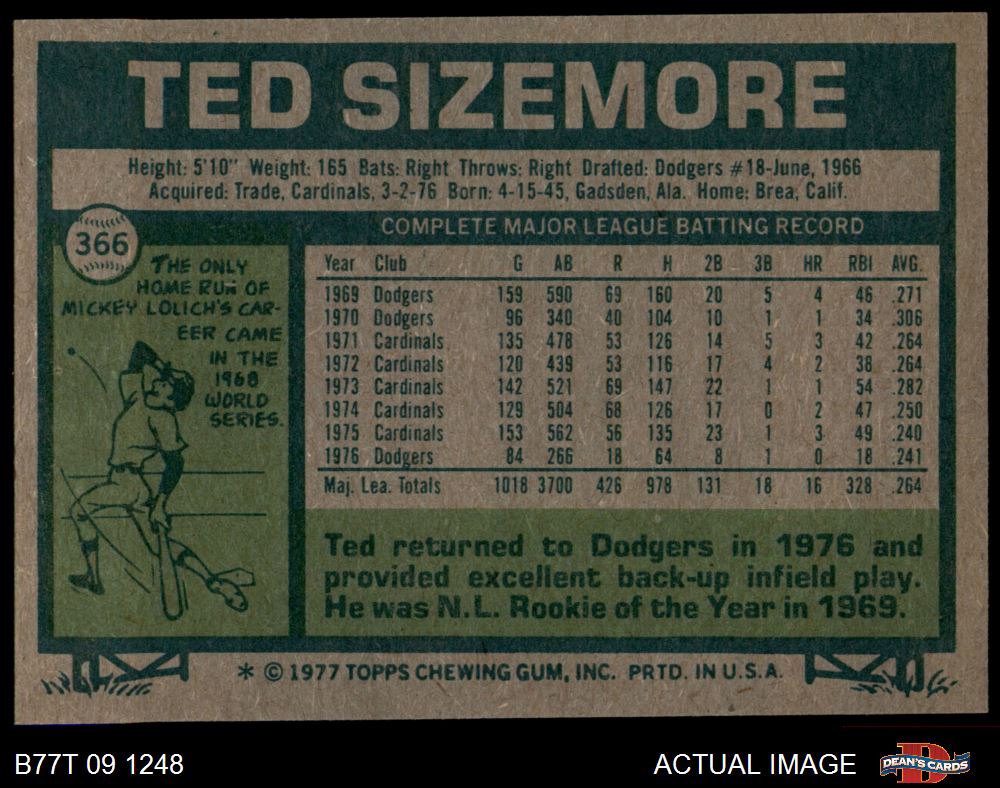 TED SIZEMORE
Height: 5'10" Weight: 165 Bats: Right Throws: Right Drafted: Dodgers #18-June, 1966
Acquired: Trade, Cardinals, 3-2-76 Born: 4-15-45, Gadsden, Ala. Home: Brea, Calif.
366
THE ONLY
HOME RUN OF
MICKEY LOLICH'S CAR-
EER CAME
IN THE
1968
WORLD
SERIES.
COMPLETE MAJOR LEAGUE BATTING RECORD
Year Club G AB R H 2B 3B HR RBI AVG.
1969 Dodgers 159 590 69 160 20 5 4 46 .271
1970 Dodgers 96 340 40 104 10 1 1 34 .306
1971 Cardinals 135 478 53 126 14 5 3 42 .264
1972 Cardinals 120 439 53 116 17 4 2 38 .264
1973 Cardinals 142 521 69 147 22 1 1 54 .282
1974 Cardinals 129 504 68 126 17 0 2 47 .250
1975 Cardinals 153 562 56 135 23 1 3 49 .240
1976 Dodgers 84 266 18 64 8 1 0 18 .241
Maj. Lea. Totals 1018 3700 426 978 131 18 16 328 .264
Ted returned to Dodgers in 1976 and
provided excellent back-up infield play.
He was N.L. Rookie of the Year in 1969.
* © 1977 TOPPS CHEWING GUM, INC. PRTD. IN U.S.A.
B77T 09 1248
ACTUAL IMAGE
D
DEAN'S CARDS